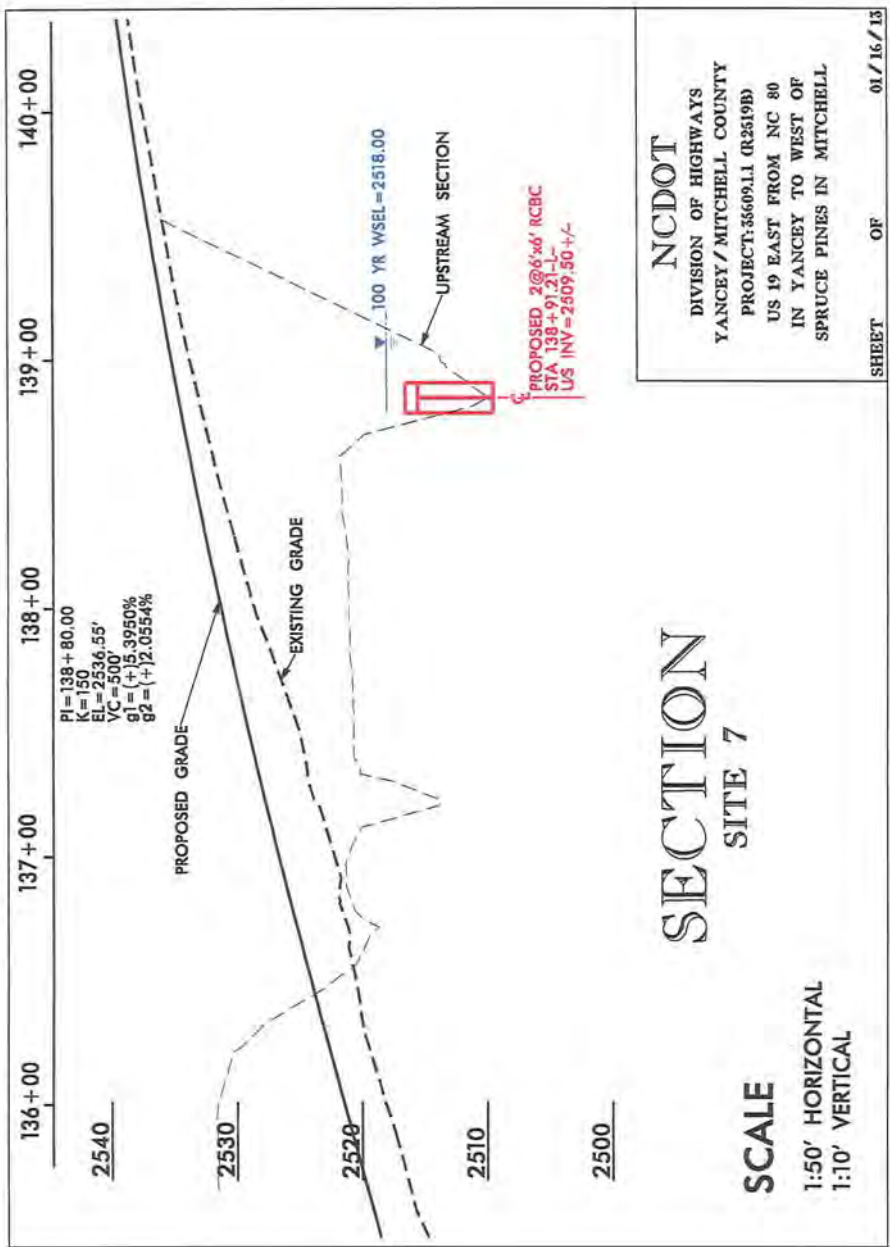 136+00
137+00
138+00
139+00
140+00
2540
2530
2520
2510
2500
PI=138+80.00
K=150
EL=2536.55'
VC=500'
g1=(+)5.3950%
g2=(+)2.0554%
PROPOSED GRADE
EXISTING GRADE
100 YR WSEL=2518.00
UPSTREAM SECTION
℄
PROPOSED 2@6'x6' RCBC
STA 138+91.21-L-
U/S INV=2509.50+/-
SECTION
SITE 7
SCALE
1:50' HORIZONTAL
1:10' VERTICAL
NCDOT
DIVISION OF HIGHWAYS
YANCEY/MITCHELL COUNTY
PROJECT:35609.1.1 (R2519B)
US 19 EAST FROM NC 80
IN YANCEY TO WEST OF
SPRUCE PINES IN MITCHELL
SHEET OF 01/16/13